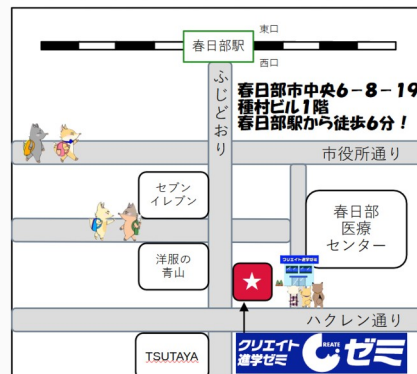 東口
春日部駅
西口
ふじどおり
春日部市中央6-8-19
種村ビル1階
春日部駅から徒歩6分!
市役所通り
セブン
イレブン
春日部
医療
センター
洋服の
青山
クリエイト進学ゼミ
ハクレン通り
TSUTAYA
クリエイト
進学ゼミ
CREATE
ゼミ